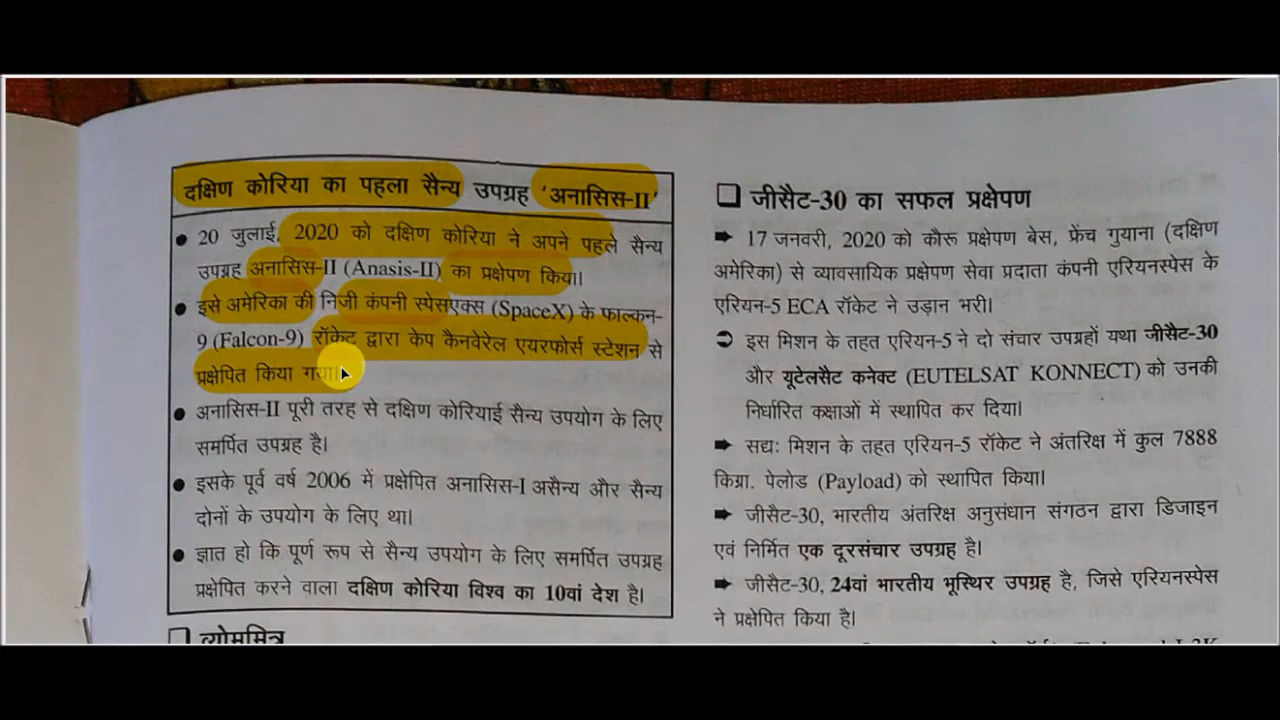 दक्षिण कोरिया का पहला सैन्य उपग्रह 'अनासिस-II'
● 20 जुलाई, 2020 को दक्षिण कोरिया ने अपने पहले सैन्य
उपग्रह अनासिस-II (Anasis-II) का प्रक्षेपण किया।
● इसे अमेरिका की निजी कंपनी स्पेसएक्स (SpaceX) के फाल्कन-
9 (Falcon-9) रॉकेट द्वारा केप कैनवेरेल एयरफोर्स स्टेशन से
प्रक्षेपित किया गया।
● अनासिस-II पूरी तरह से दक्षिण कोरियाई सैन्य उपयोग के लिए
समर्पित उपग्रह है।
● इसके पूर्व वर्ष 2006 में प्रक्षेपित अनासिस-I असैन्य और सैन्य
दोनों के उपयोग के लिए था।
● ज्ञात हो कि पूर्ण रूप से सैन्य उपयोग के लिए समर्पित उपग्रह
प्रक्षेपित करने वाला दक्षिण कोरिया विश्व का 10वां देश है।
❑ व्योममित्र
❑ जीसैट-30 का सफल प्रक्षेपण
➡ 17 जनवरी, 2020 को कौरू प्रक्षेपण बेस, फ्रेंच गुयाना (दक्षिण
अमेरिका) से व्यावसायिक प्रक्षेपण सेवा प्रदाता कंपनी एरियनस्पेस के
एरियन-5 ECA रॉकेट ने उड़ान भरी।
➲ इस मिशन के तहत एरियन-5 ने दो संचार उपग्रहों यथा जीसैट-30
और यूटेलसैट कनेक्ट (EUTELSAT KONNECT) को उनकी
निर्धारित कक्षाओं में स्थापित कर दिया।
➡ सद्यः मिशन के तहत एरियन-5 रॉकेट ने अंतरिक्ष में कुल 7888
किग्रा. पेलोड (Payload) को स्थापित किया।
➡ जीसैट-30, भारतीय अंतरिक्ष अनुसंधान संगठन द्वारा डिजाइन
एवं निर्मित एक दूरसंचार उपग्रह है।
➡ जीसैट-30, 24वां भारतीय भूस्थिर उपग्रह है, जिसे एरियनस्पेस
ने प्रक्षेपित किया है।